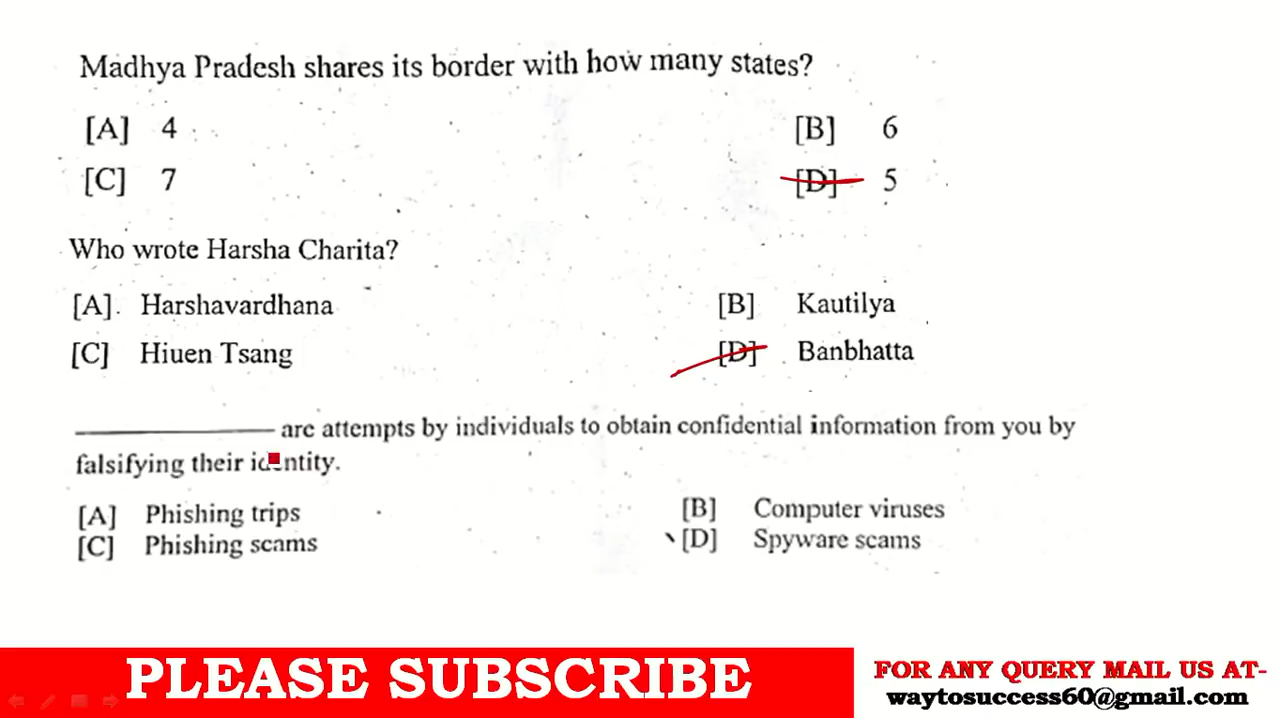 Madhya Pradesh shares its border with how many states?
[A] 4 [B] 6
[C] 7 [D] 5
Who wrote Harsha Charita?
[A]. Harshavardhana [B] Kautilya
[C] Hiuen Tsang [D] Banbhatta
____________ are attempts by individuals to obtain confidential information from you by
falsifying their identity.
[A] Phishing trips [B] Computer viruses
[C] Phishing scams [D] Spyware scams
PLEASE SUBSCRIBE
FOR ANY QUERY MAIL US AT-
waytosuccess60@gmail.com